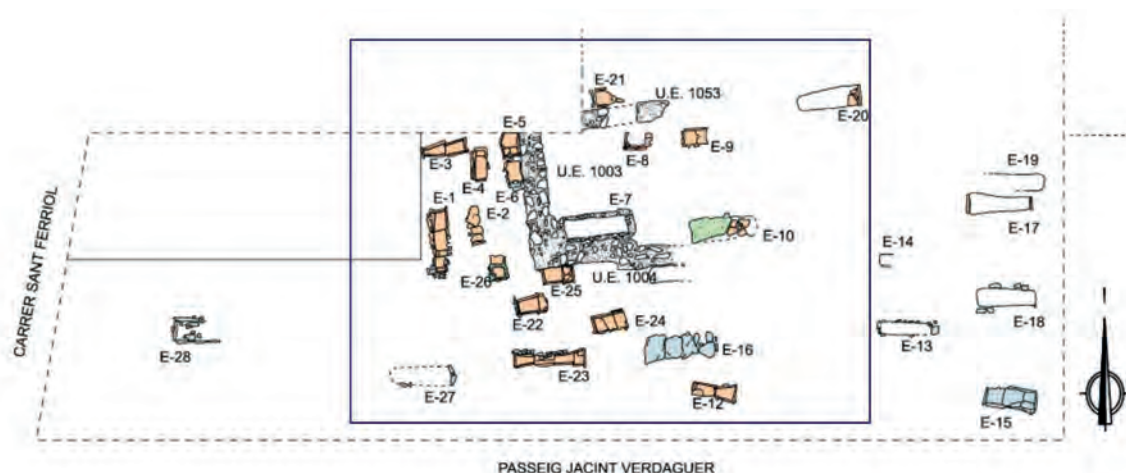 E-21
U.E. 1053
E-20
E-5
E-3
E-8
E-9
E-4
U.E. 1003
E-19
E-6
E-1
E-2
E-7
E-17
E-10
E-14
E-26
U.E. 1004
E-25
E-22
E-24
E-18
E-13
CARRER SANT FERRIOL
E-28
E-16
E-23
E-27
E-12
E-15
PASSEIG JACINT VERDAGUER